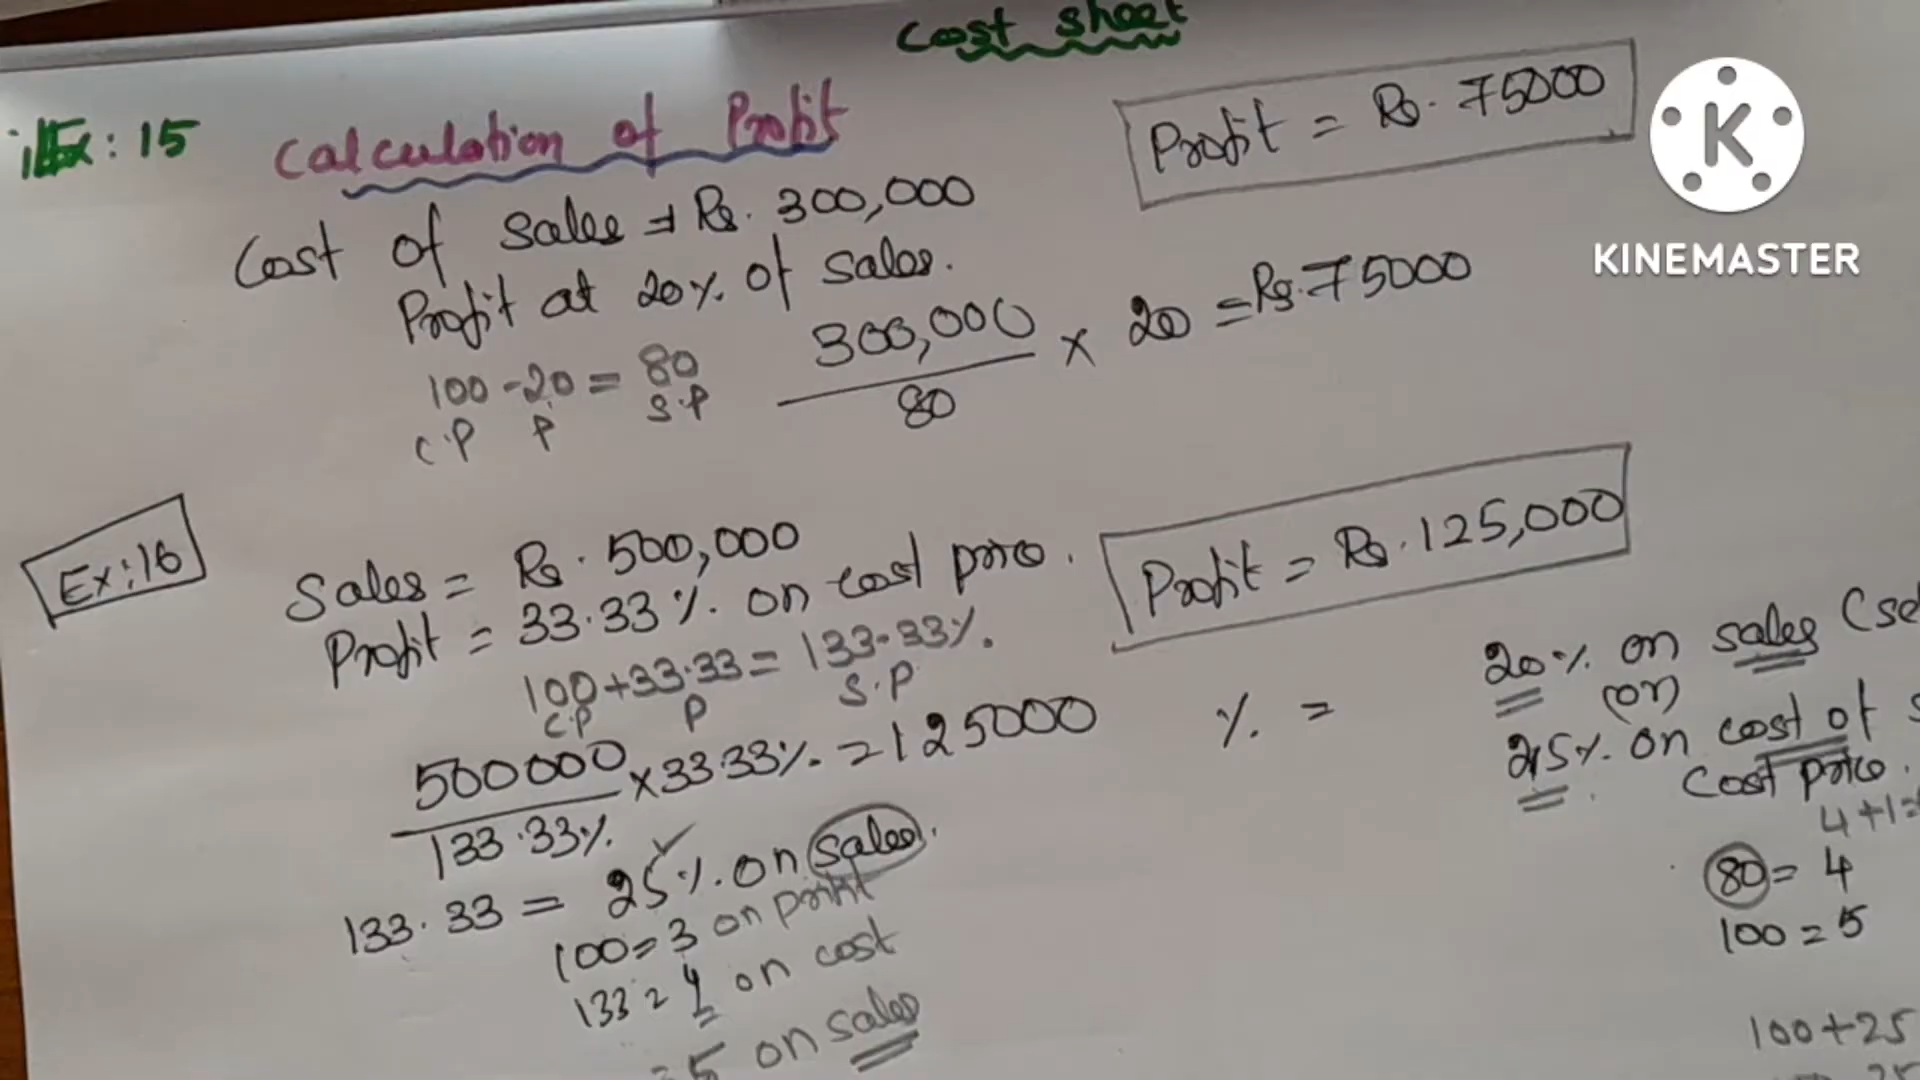 Cost sheet
Ex: 15 Calculation of Profit
Profit = Rs. 75000
K
KINEMASTER
Cost of Sales = Rs. 300,000
Profit at 20% of Sales.
100 - 20 = 80
C.P P S.P
300,000 × 20 = Rs. 75000
80
Ex: 16
Sales = Rs. 500,000
Profit = 33.33% on cost price.
Profit = Rs. 125,000
100 + 33.33 = 133.33%.
C.P P S.P
500000 × 33.33% = 125000
133.33%
133.33 = 25% on sales.
100 = 3 on profit
133 = 4 on cost
= 5 on sales
% =
20% on sales (se
(or)
25% on cost of s
Cost price.
4+1=
80 = 4
100 = 5
100+25